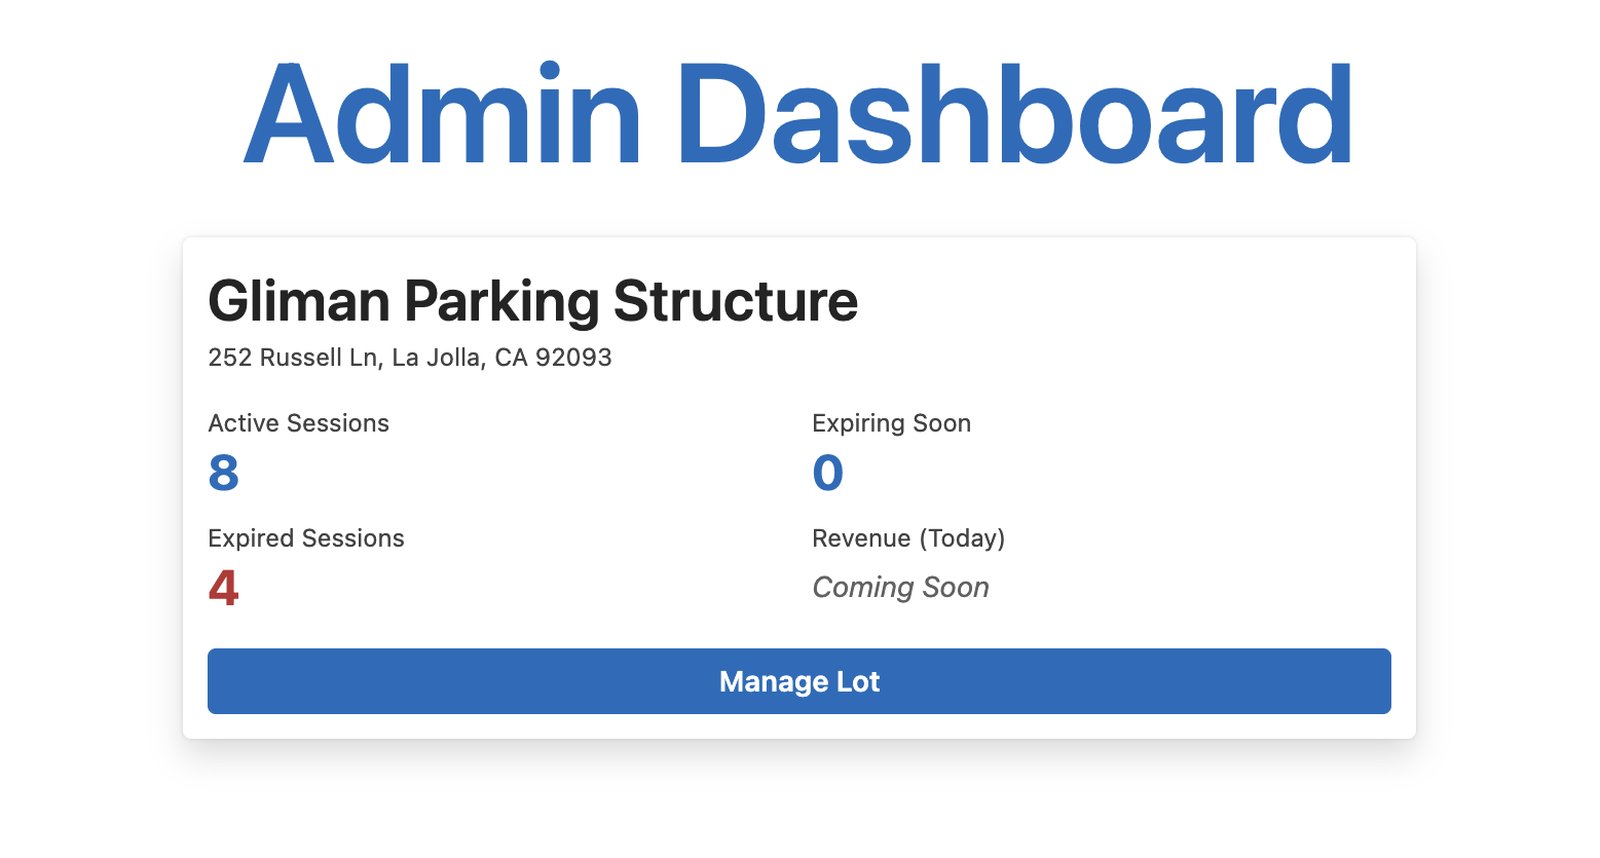 Admin Dashboard
Gliman Parking Structure
252 Russell Ln, La Jolla, CA 92093
Active Sessions
8
Expiring Soon
0
Expired Sessions
4
Revenue (Today)
Coming Soon
Manage Lot